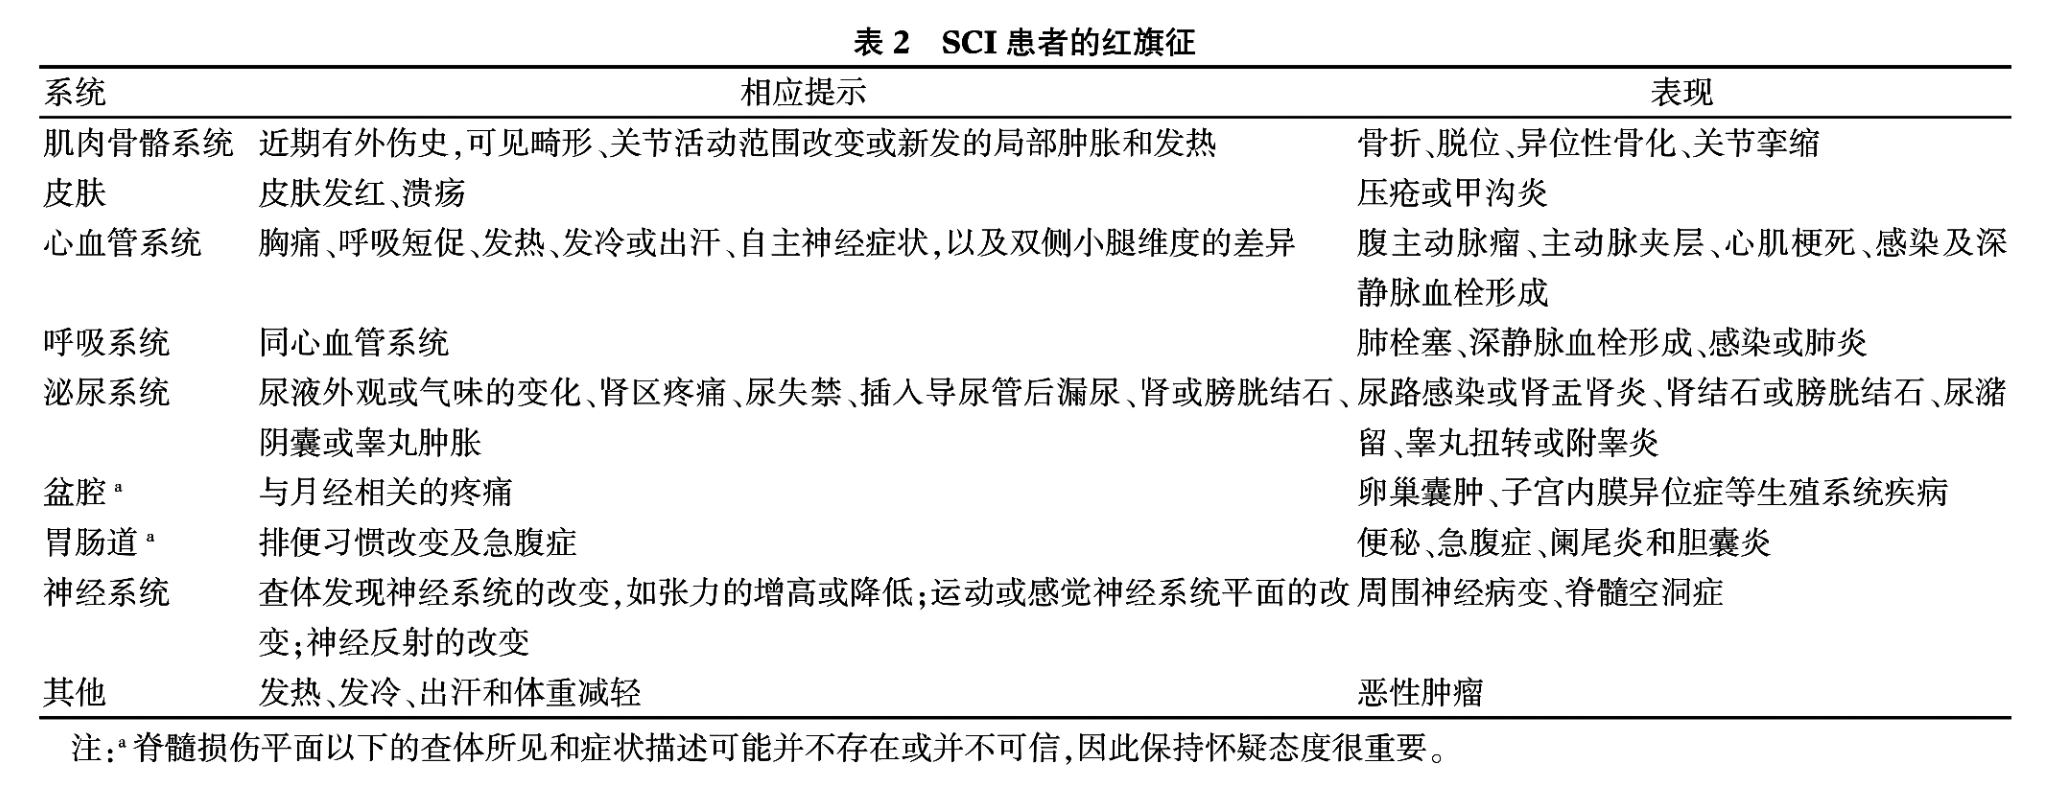 表 2 SCI 患者的红旗征
系统 相应提示 表现
肌肉骨骼系统 近期有外伤史,可见畸形、关节活动范围改变或新发的局部肿胀和发热 骨折、脱位、异位性骨化、关节挛缩
皮肤 皮肤发红、溃疡 压疮或甲沟炎
心血管系统 胸痛、呼吸短促、发热、发冷或出汗、自主神经症状,以及双侧小腿维度的差异 腹主动脉瘤、主动脉夹层、心肌梗死、感染及深
静脉血栓形成
呼吸系统 同心血管系统 肺栓塞、深静脉血栓形成、感染或肺炎
泌尿系统 尿液外观或气味的变化、肾区疼痛、尿失禁、插入导尿管后漏尿、肾或膀胱结石、 尿路感染或肾盂肾炎、肾结石或膀胱结石、尿潴
阴囊或睾丸肿胀 留、睾丸扭转或附睾炎
盆腔 ᵃ 与月经相关的疼痛 卵巢囊肿、子宫内膜异位症等生殖系统疾病
胃肠道 ᵃ 排便习惯改变及急腹症 便秘、急腹症、阑尾炎和胆囊炎
神经系统 查体发现神经系统的改变,如张力的增高或降低;运动或感觉神经系统平面的改 周围神经病变、脊髓空洞症
变;神经反射的改变
其他 发热、发冷、出汗和体重减轻 恶性肿瘤
注:ᵃ 脊髓损伤平面以下的查体所见和症状描述可能并不存在或并不可信,因此保持怀疑态度很重要。